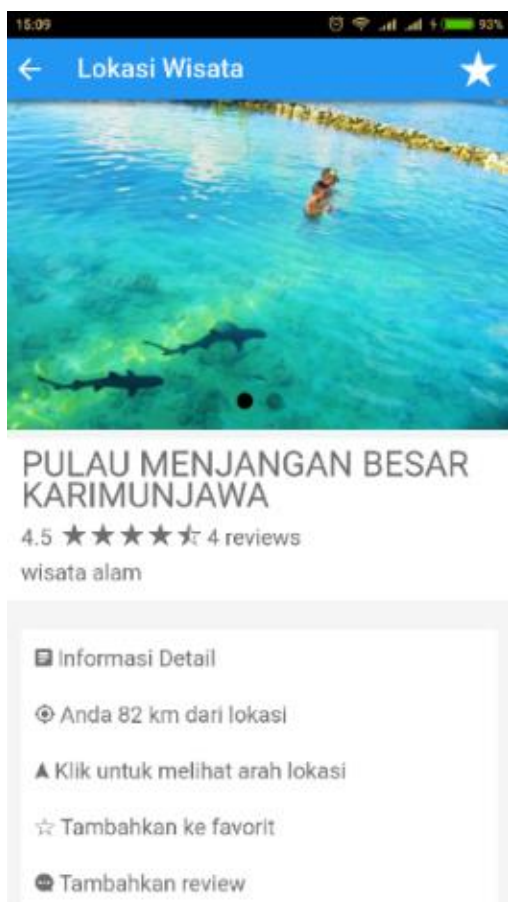 15:09 93%
Lokasi Wisata
PULAU MENJANGAN BESAR
KARIMUNJAWA
4.5 ★★★★⯪ 4 reviews
wisata alam
Informasi Detail
Anda 82 km dari lokasi
Klik untuk melihat arah lokasi
Tambahkan ke favorit
Tambahkan review